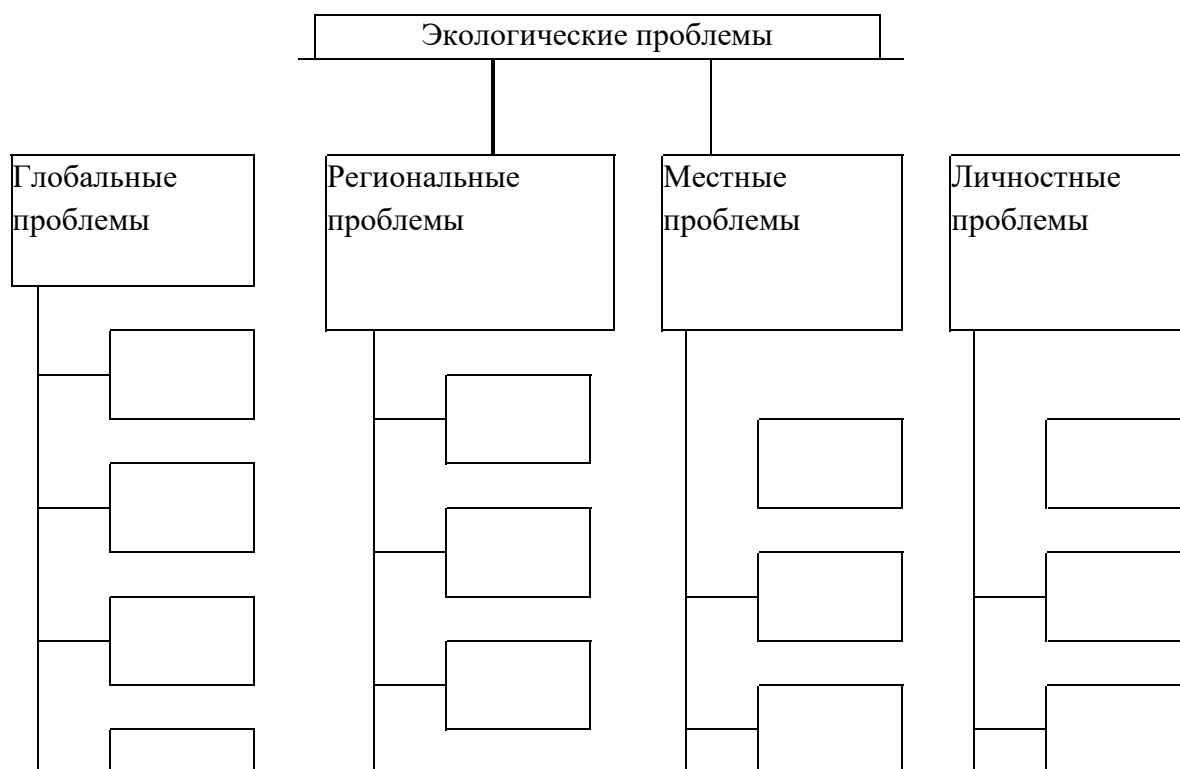 Экологические проблемы
Глобальные
проблемы
Региональные
проблемы
Местные
проблемы
Личностные
проблемы